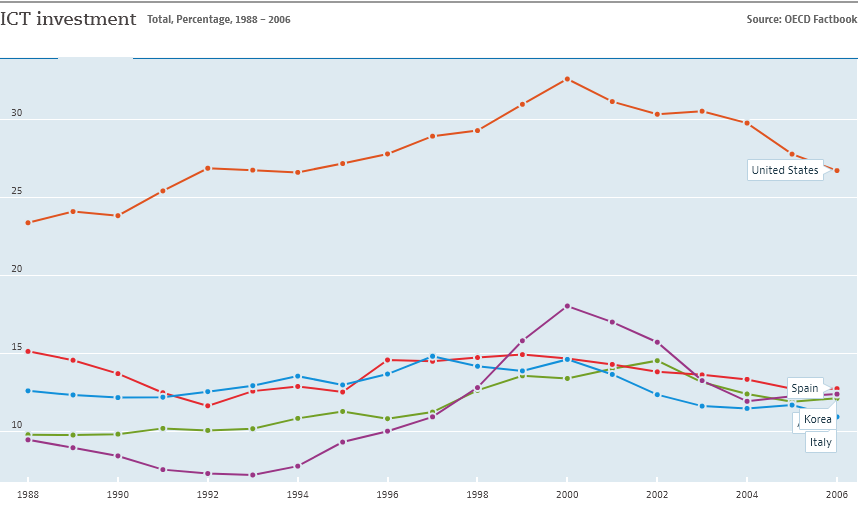 ICT investment Total, Percentage, 1988 – 2006 Source: OECD Factbook
30
25
20
15
10
United States
Spain
Korea
Italy
1988 1990 1992 1994 1996 1998 2000 2002 2004 2006